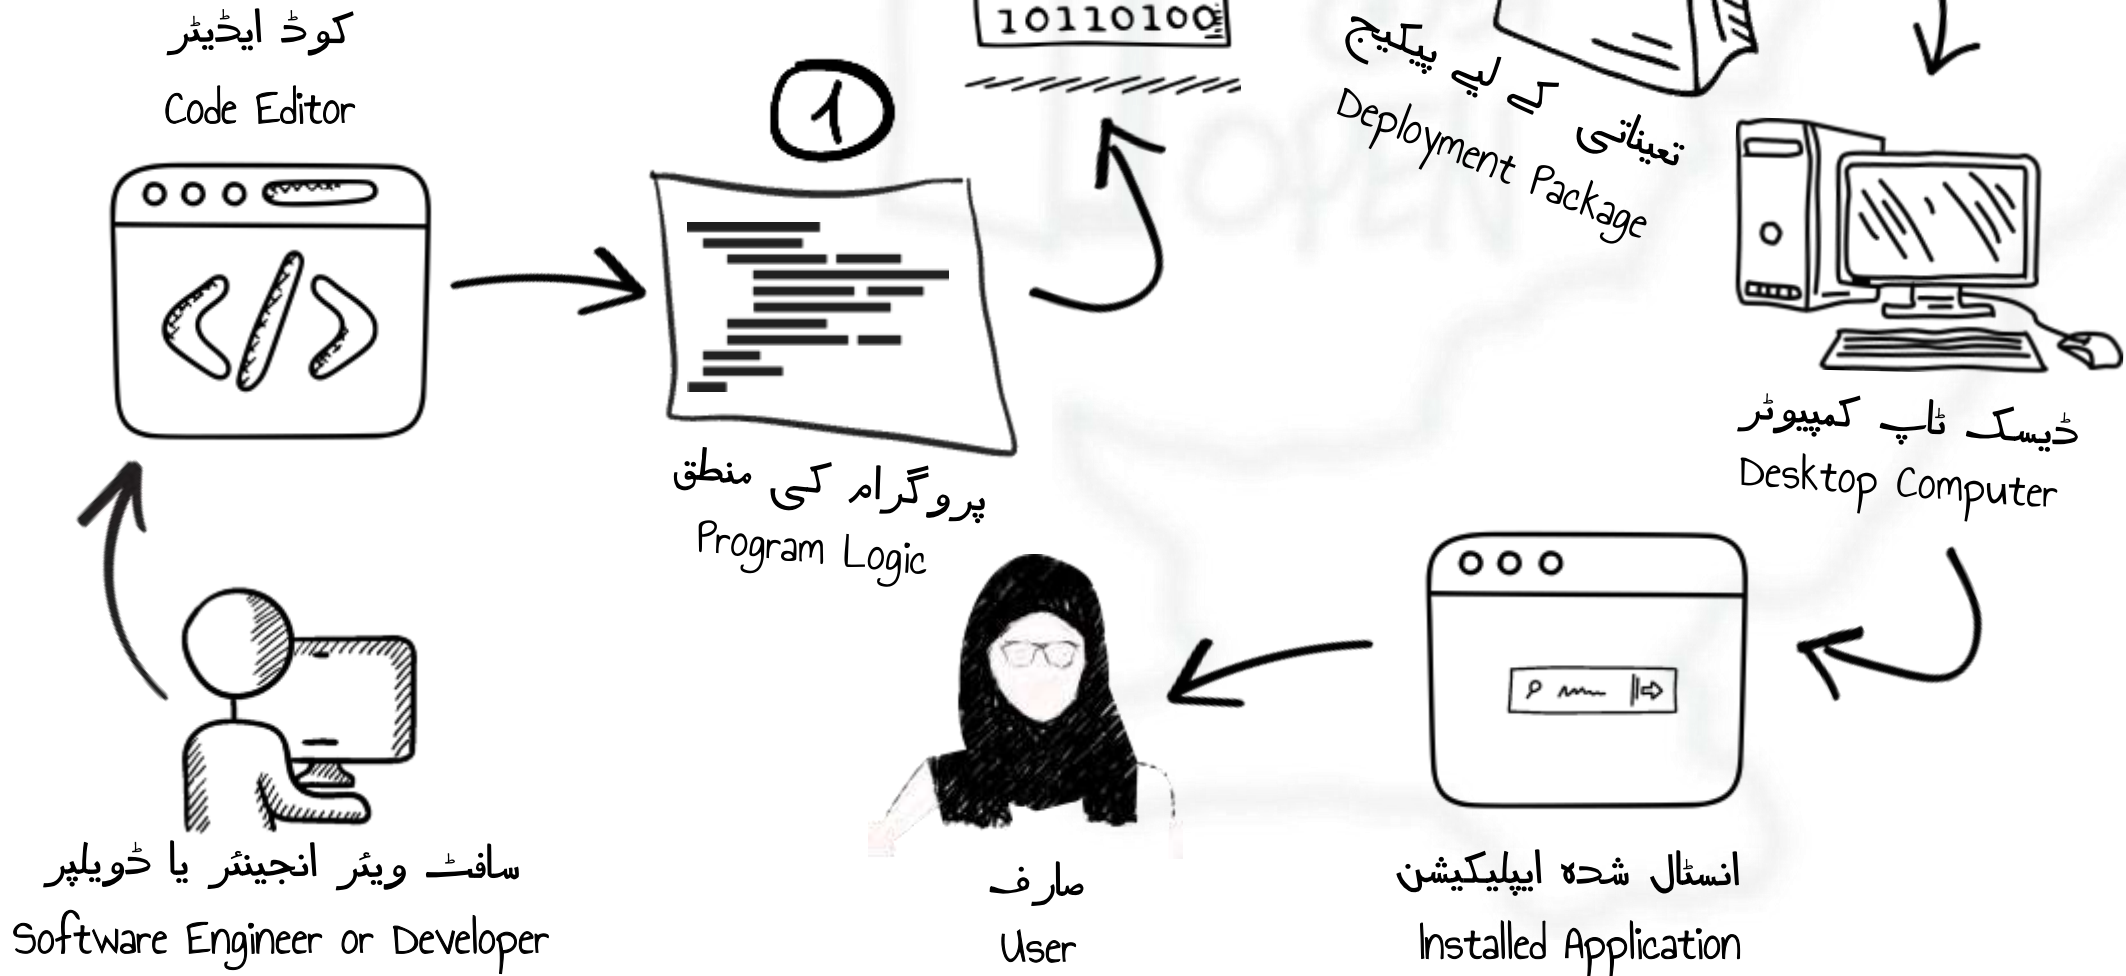 کوڈ ایڈیٹر
Code Editor
10110100
1
تعیناتی کے لیے پیکیج
Deployment Package
OPEN
پروگرام کی منطق
Program Logic
ڈیسک ٹاپ کمپیوٹر
Desktop Computer
سافٹ ویئر انجینئر یا ڈویلپر
Software Engineer or Developer
صارف
User
انسٹال شدہ ایپلیکیشن
Installed Application